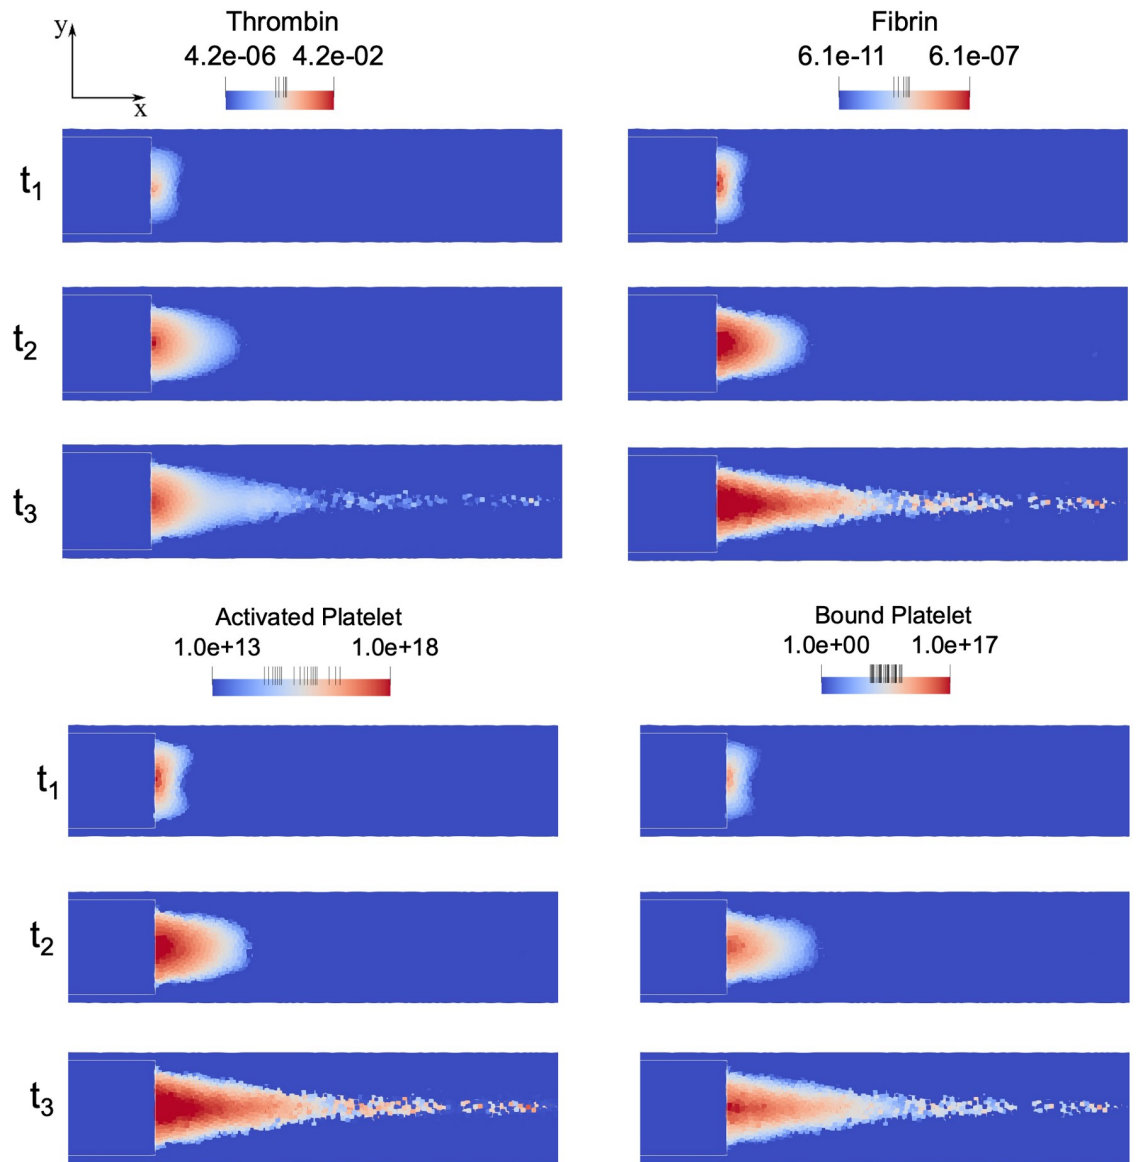 y
x
Thrombin
4.2e-06 4.2e-02
Fibrin
6.1e-11 6.1e-07
t1
t2
t3
Activated Platelet
1.0e+13 1.0e+18
Bound Platelet
1.0e+00 1.0e+17
t1
t2
t3